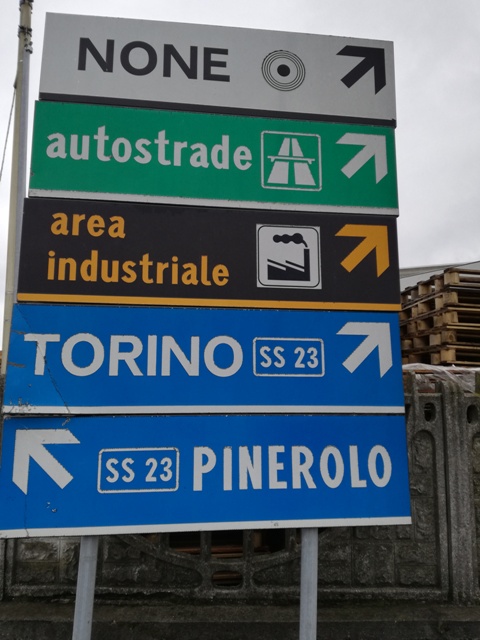 NONE
autostrade
area
industriale
TORINO SS 23
SS 23 PINEROLO